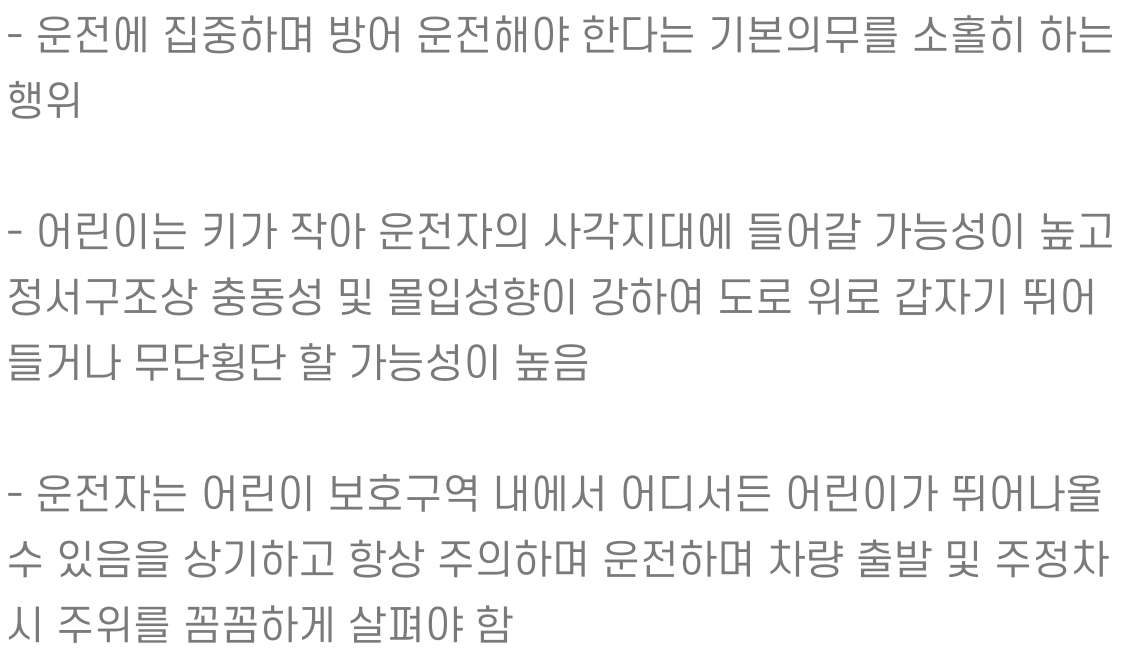 - 운전에 집중하며 방어 운전해야 한다는 기본의무를 소홀히 하는
행위
- 어린이는 키가 작아 운전자의 사각지대에 들어갈 가능성이 높고
정서구조상 충동성 및 몰입성향이 강하여 도로 위로 갑자기 뛰어
들거나 무단횡단 할 가능성이 높음
- 운전자는 어린이 보호구역 내에서 어디서든 어린이가 뛰어나올
수 있음을 상기하고 항상 주의하며 운전하며 차량 출발 및 주정차
시 주위를 꼼꼼하게 살펴야 함